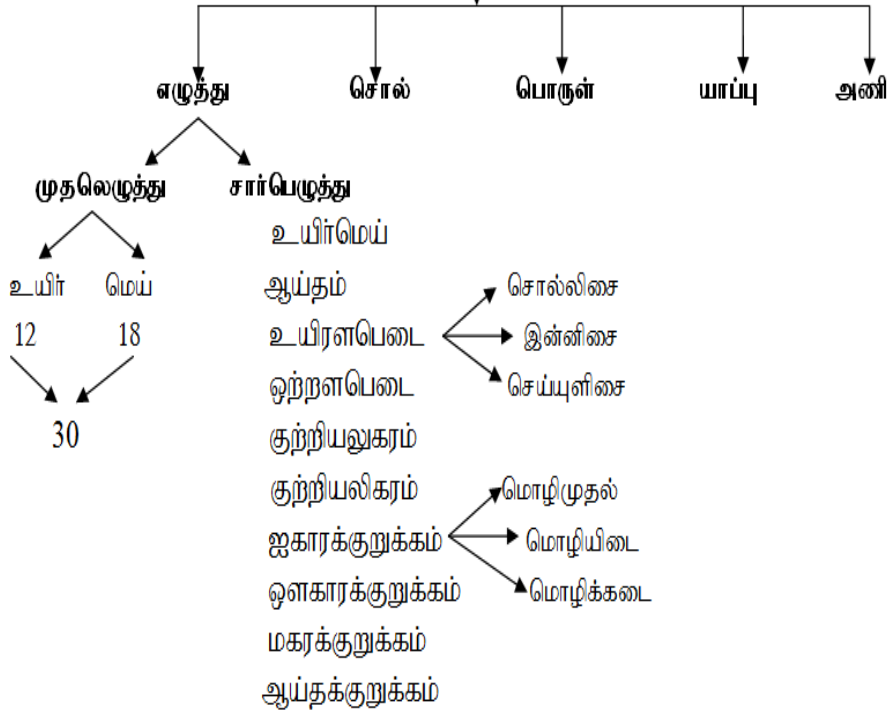 எழுத்து சொல் பொருள் யாப்பு அணி
முதலெழுத்து சார்பெழுத்து
உயிர்மெய்
உயிர் மெய் ஆய்தம் சொல்லிசை
12 18 உயிரளபெடை இன்னிசை
ஒற்றளபெடை செய்யுளிசை
30 குற்றியலுகரம்
குற்றியலிகரம் மொழிமுதல்
ஐகாரக்குறுக்கம் மொழியிடை
ஔகாரக்குறுக்கம் மொழிக்கடை
மகரக்குறுக்கம்
ஆய்தக்குறுக்கம்